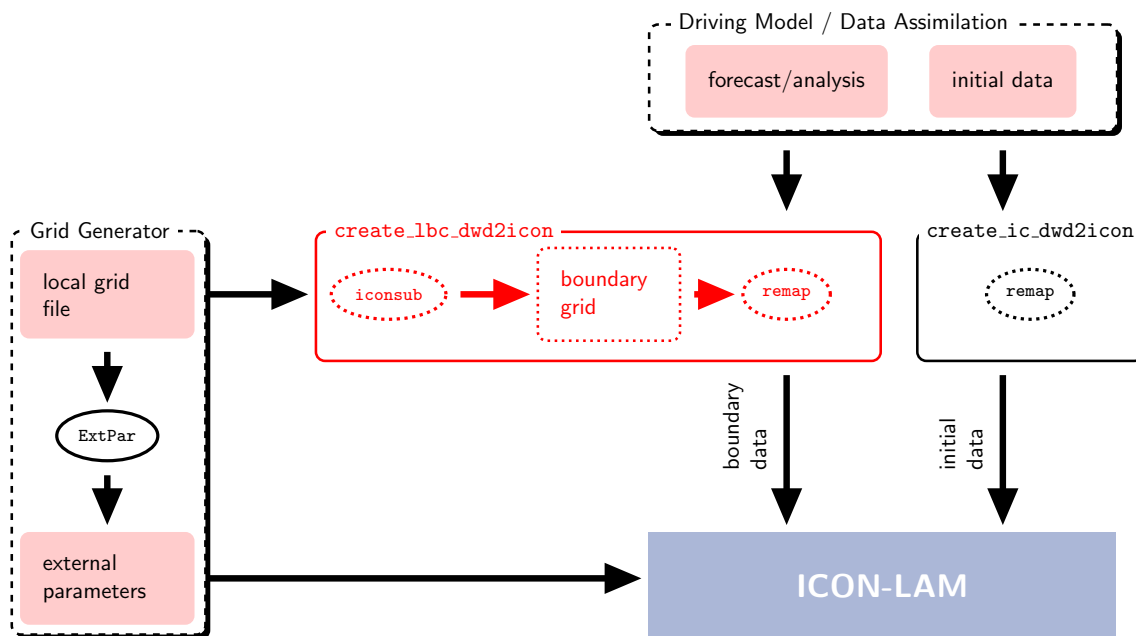 Driving Model / Data Assimilation
forecast/analysis
initial data
Grid Generator
local grid
file
ExtPar
external
parameters
create_lbc_dwd2icon
iconsub
boundary
grid
remap
create_ic_dwd2icon
remap
boundary
data
initial
data
ICON-LAM